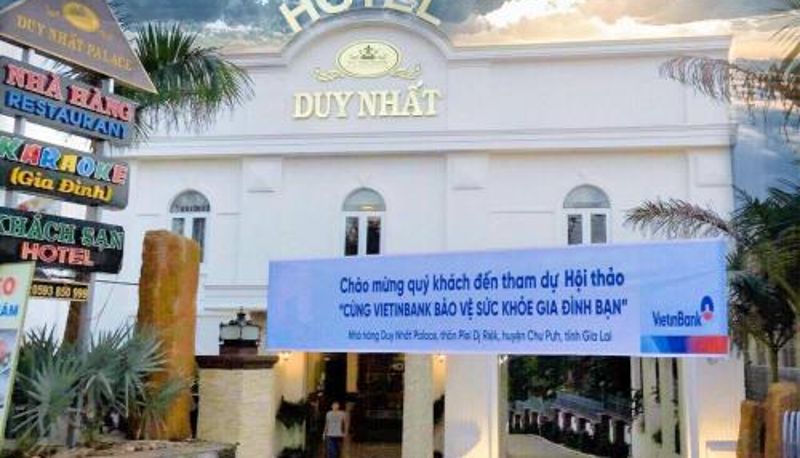 DUY NHẤT PALACE
NHÀ HÀNG
RESTAURANT
KARAOKE
(Gia Đình)
KHÁCH SẠN
HOTEL
0593 850 999
HOTEL
DUY NHẤT
Chào mừng quý khách đến tham dự Hội thảo
"CÙNG VIETINBANK BẢO VỆ SỨC KHỎE GIA ĐÌNH BẠN"
Nhà hàng Duy Nhất Palace, thôn Plei Dj Riêk, huyện Chư Pưh, tỉnh Gia Lai
VietinBank